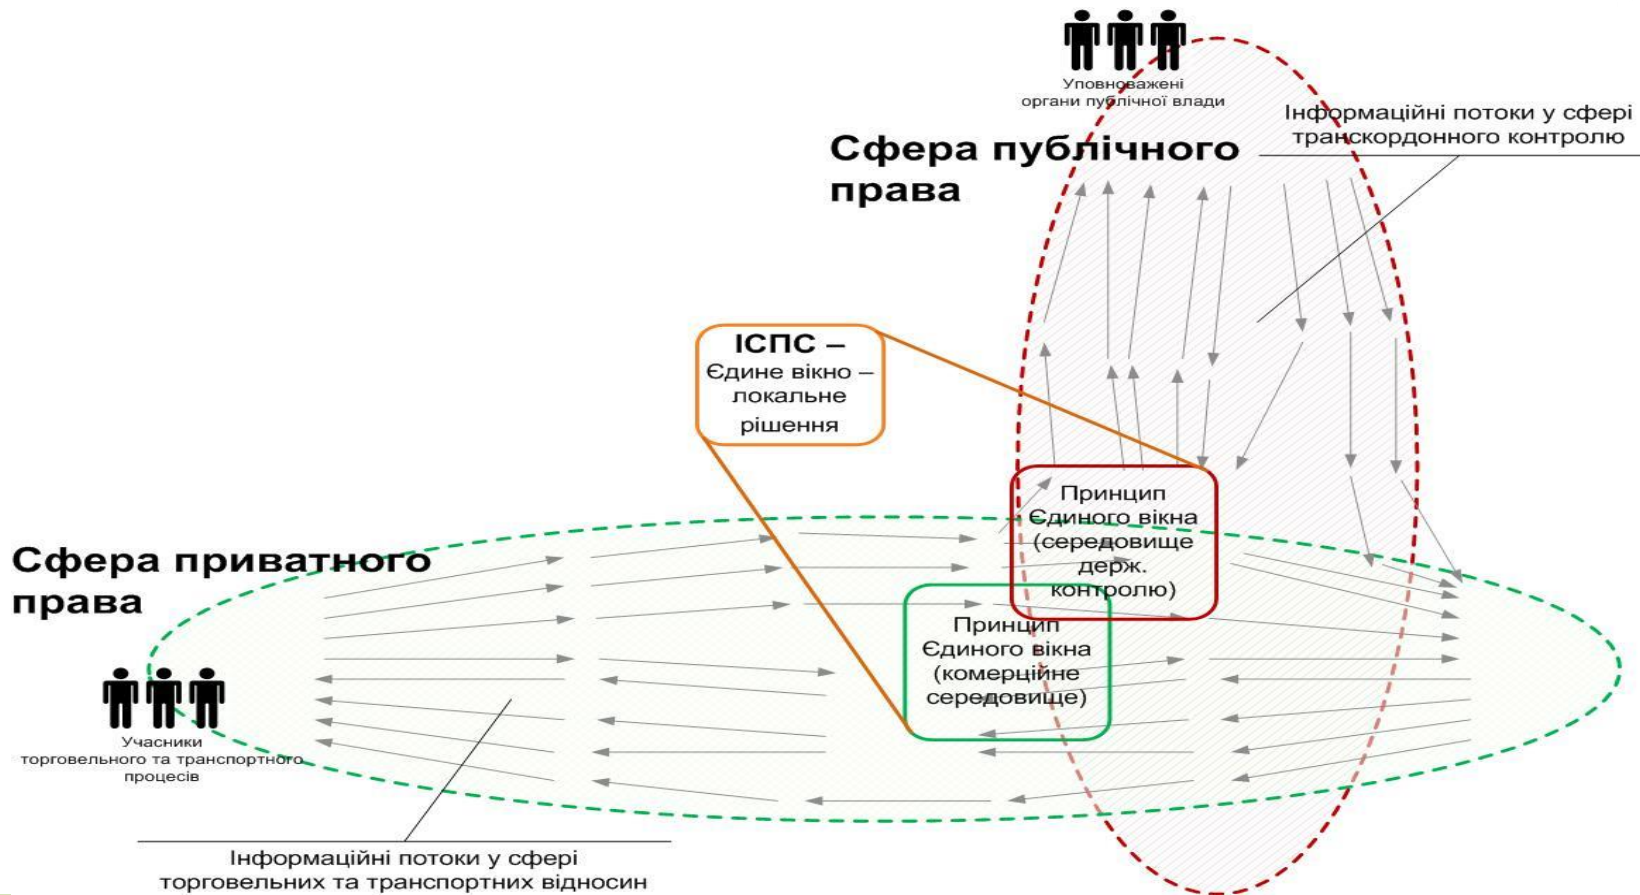 Уповноважені
органи публічної влади
Інформаційні потоки у сфері
транскордонного контролю
Сфера публічного
права
ІСПС –
Єдине вікно –
локальне
рішення
Принцип
Єдиного вікна
(середовище
держ.
контролю)
Сфера приватного
права
Принцип
Єдиного вікна
(комерційне
середовище)
Учасники
торговельного та транспортного
процесів
Інформаційні потоки у сфері
торговельних та транспортних відносин